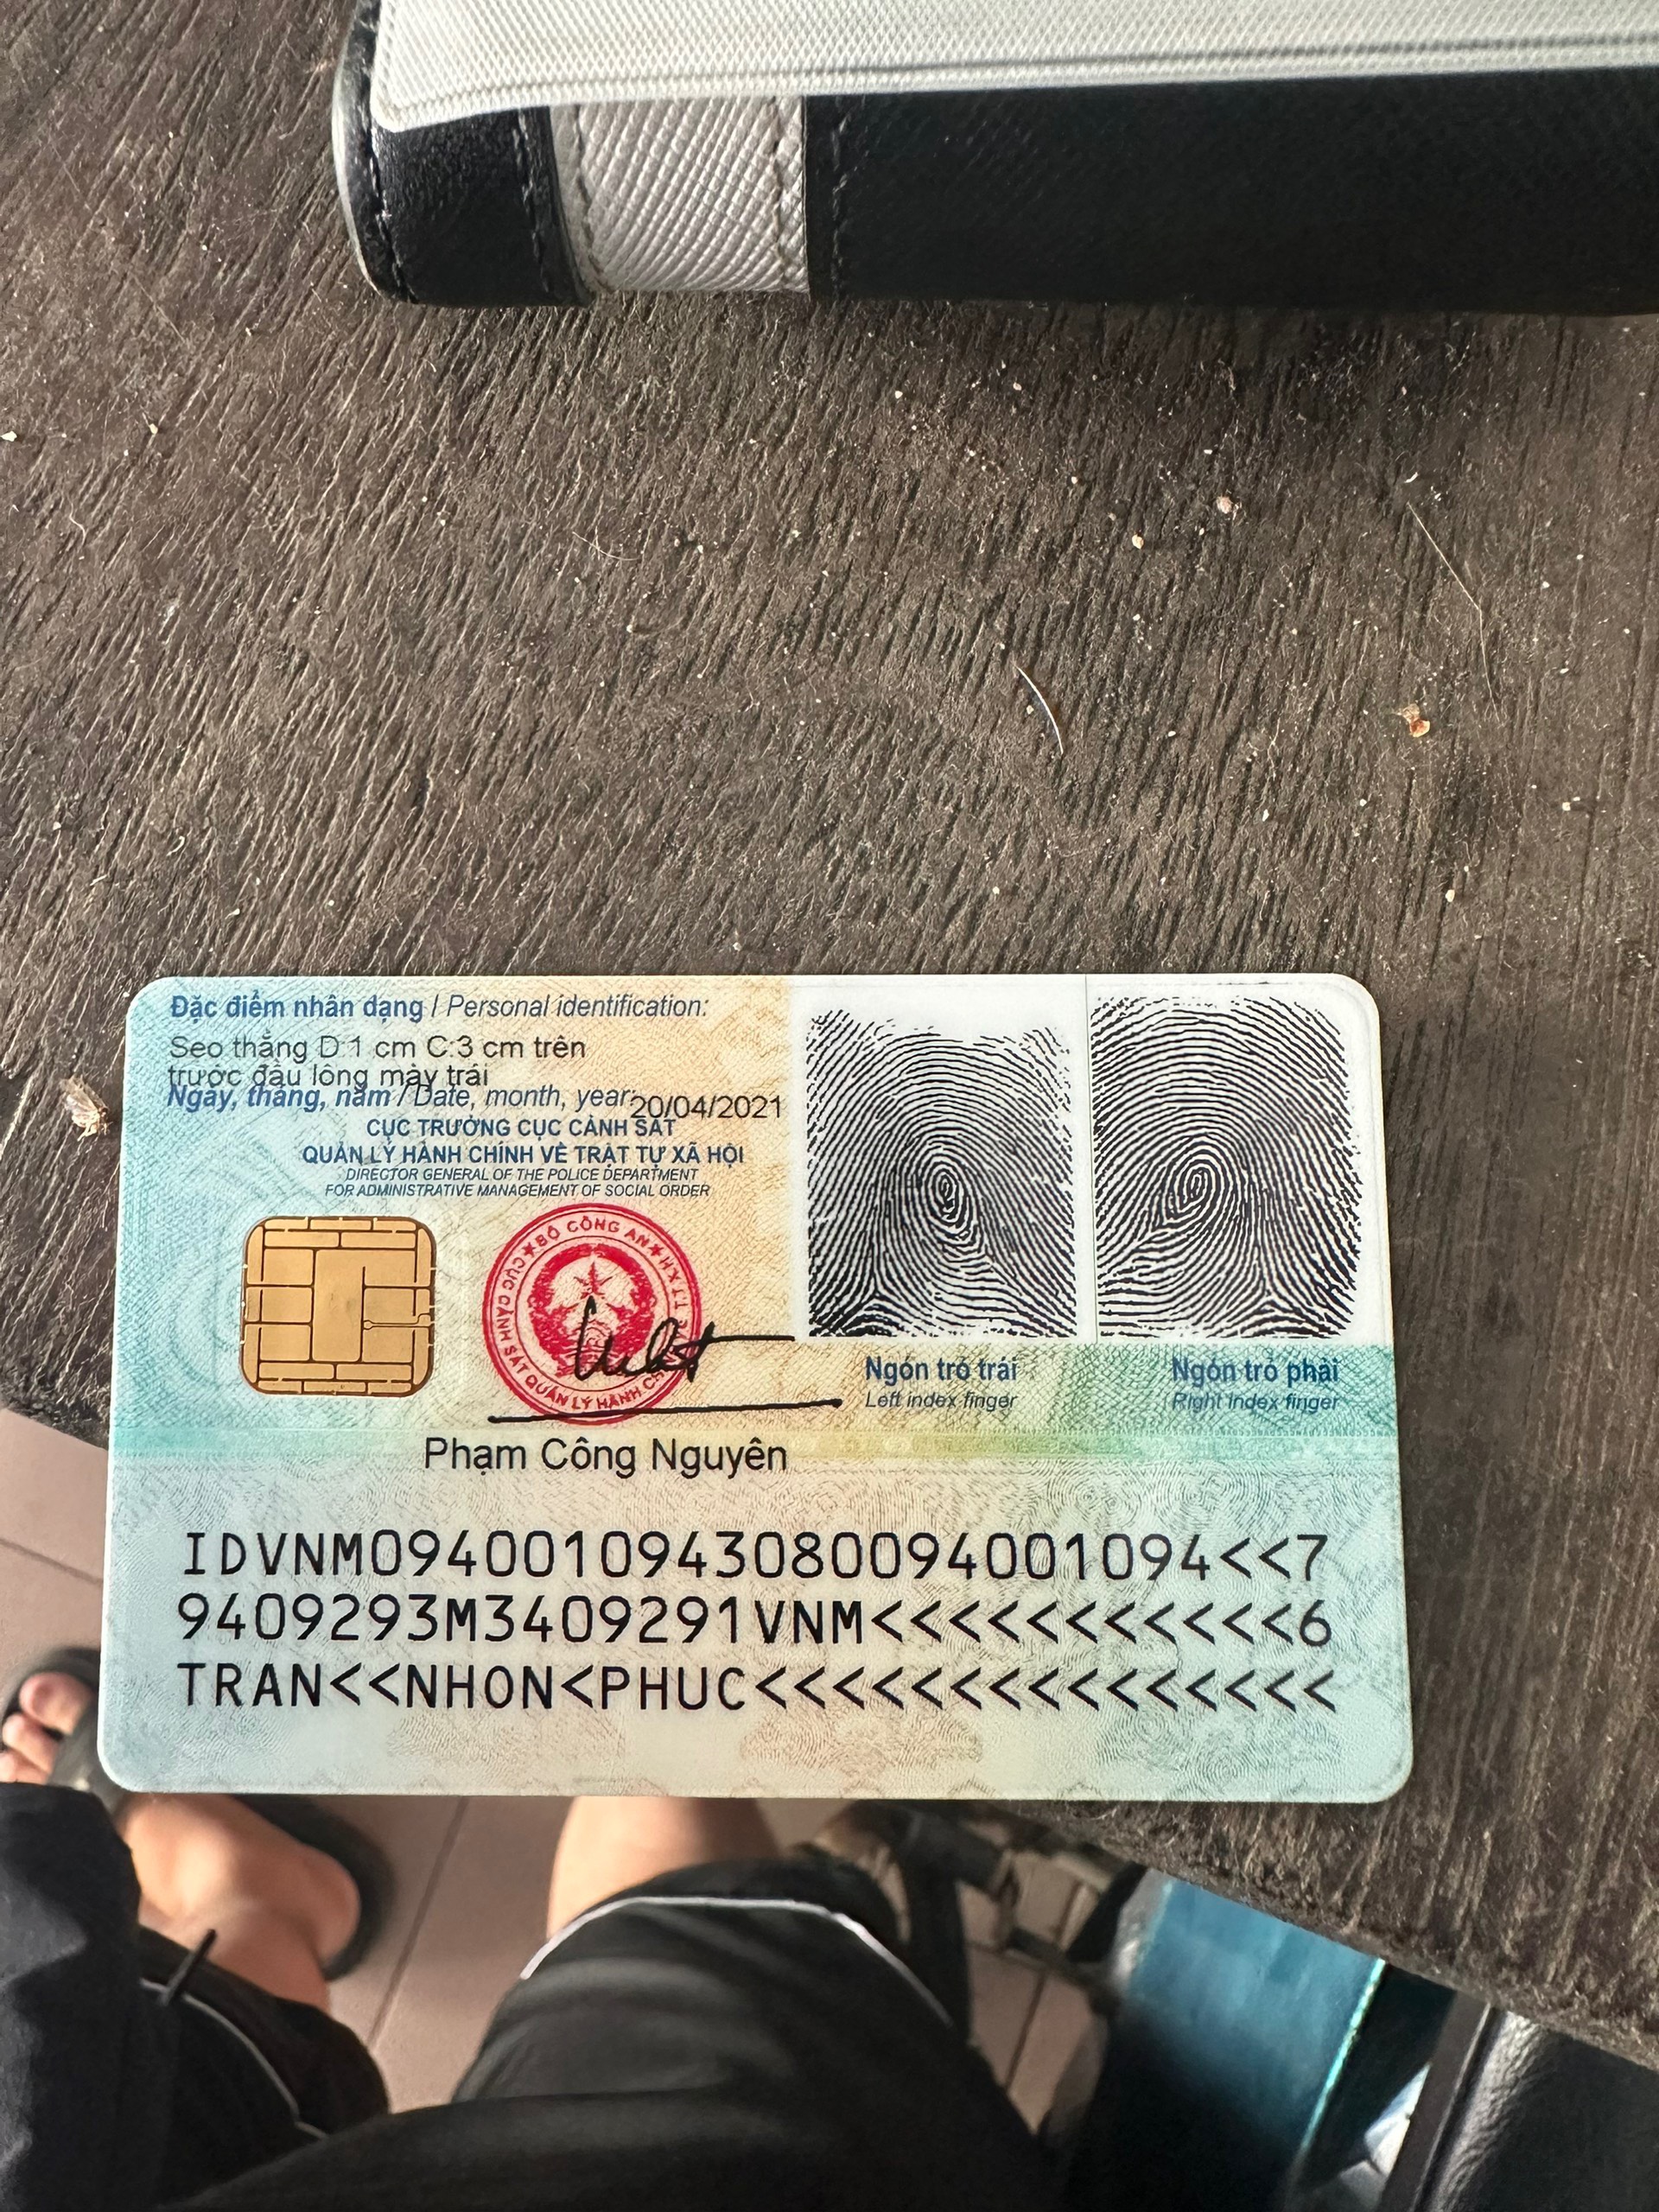 Đặc điểm nhân dạng / Personal identification:
Sẹo thẳng D:1 cm C:3 cm trên
trước đầu lông mày trái
Ngày, tháng, năm / Date, month, year: 20/04/2021
CỤC TRƯỞNG CỤC CẢNH SÁT
QUẢN LÝ HÀNH CHÍNH VỀ TRẬT TỰ XÃ HỘI
DIRECTOR GENERAL OF THE POLICE DEPARTMENT
FOR ADMINISTRATIVE MANAGEMENT OF SOCIAL ORDER
BỘ CÔNG AN
CỤC CẢNH SÁT QUẢN LÝ HÀNH CH
Ngón trỏ trái
Left index finger
Ngón trỏ phải
Right index finger
Phạm Công Nguyên
IDVNM0940010943080094001094<<7
9409293M3409291VNM<<<<<<<<<<<6
TRAN<<NHON<PHUC<<<<<<<<<<<<<<<